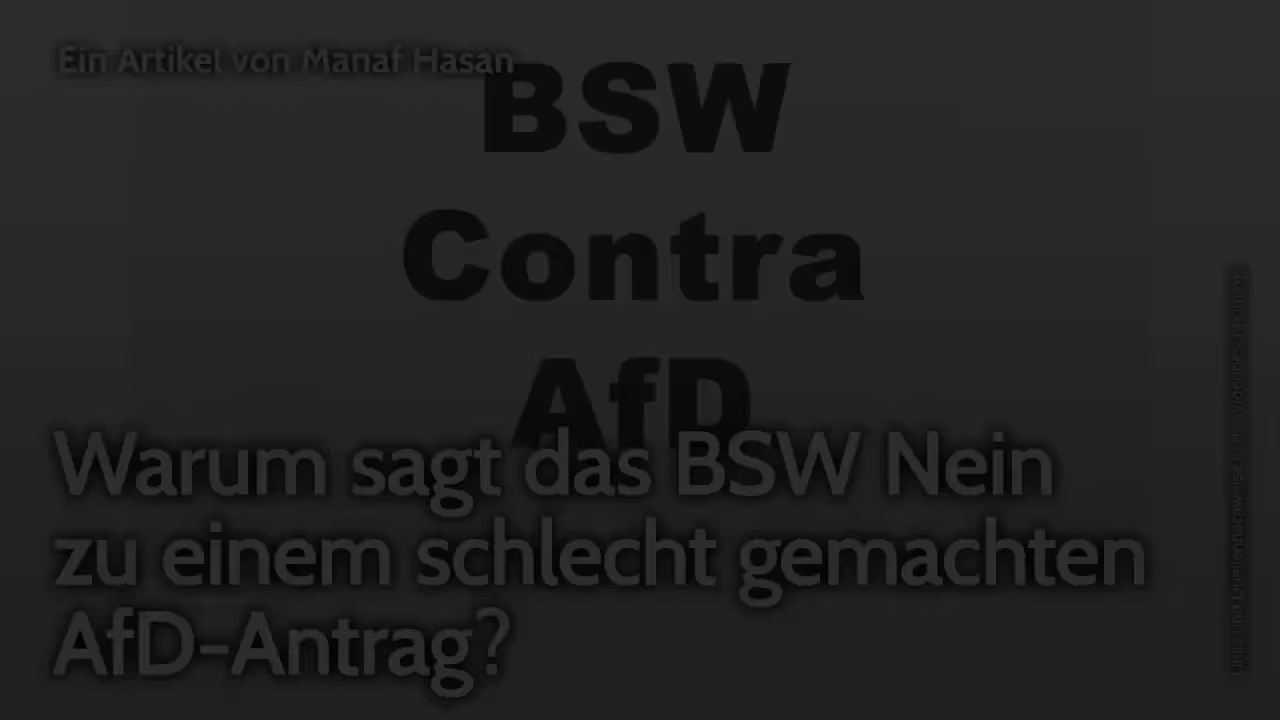 Ein Artikel von Manaf Hasan
BSW
Contra
AfD
Warum sagt das BSW Nein
zu einem schlecht gemachten
AfD-Antrag?